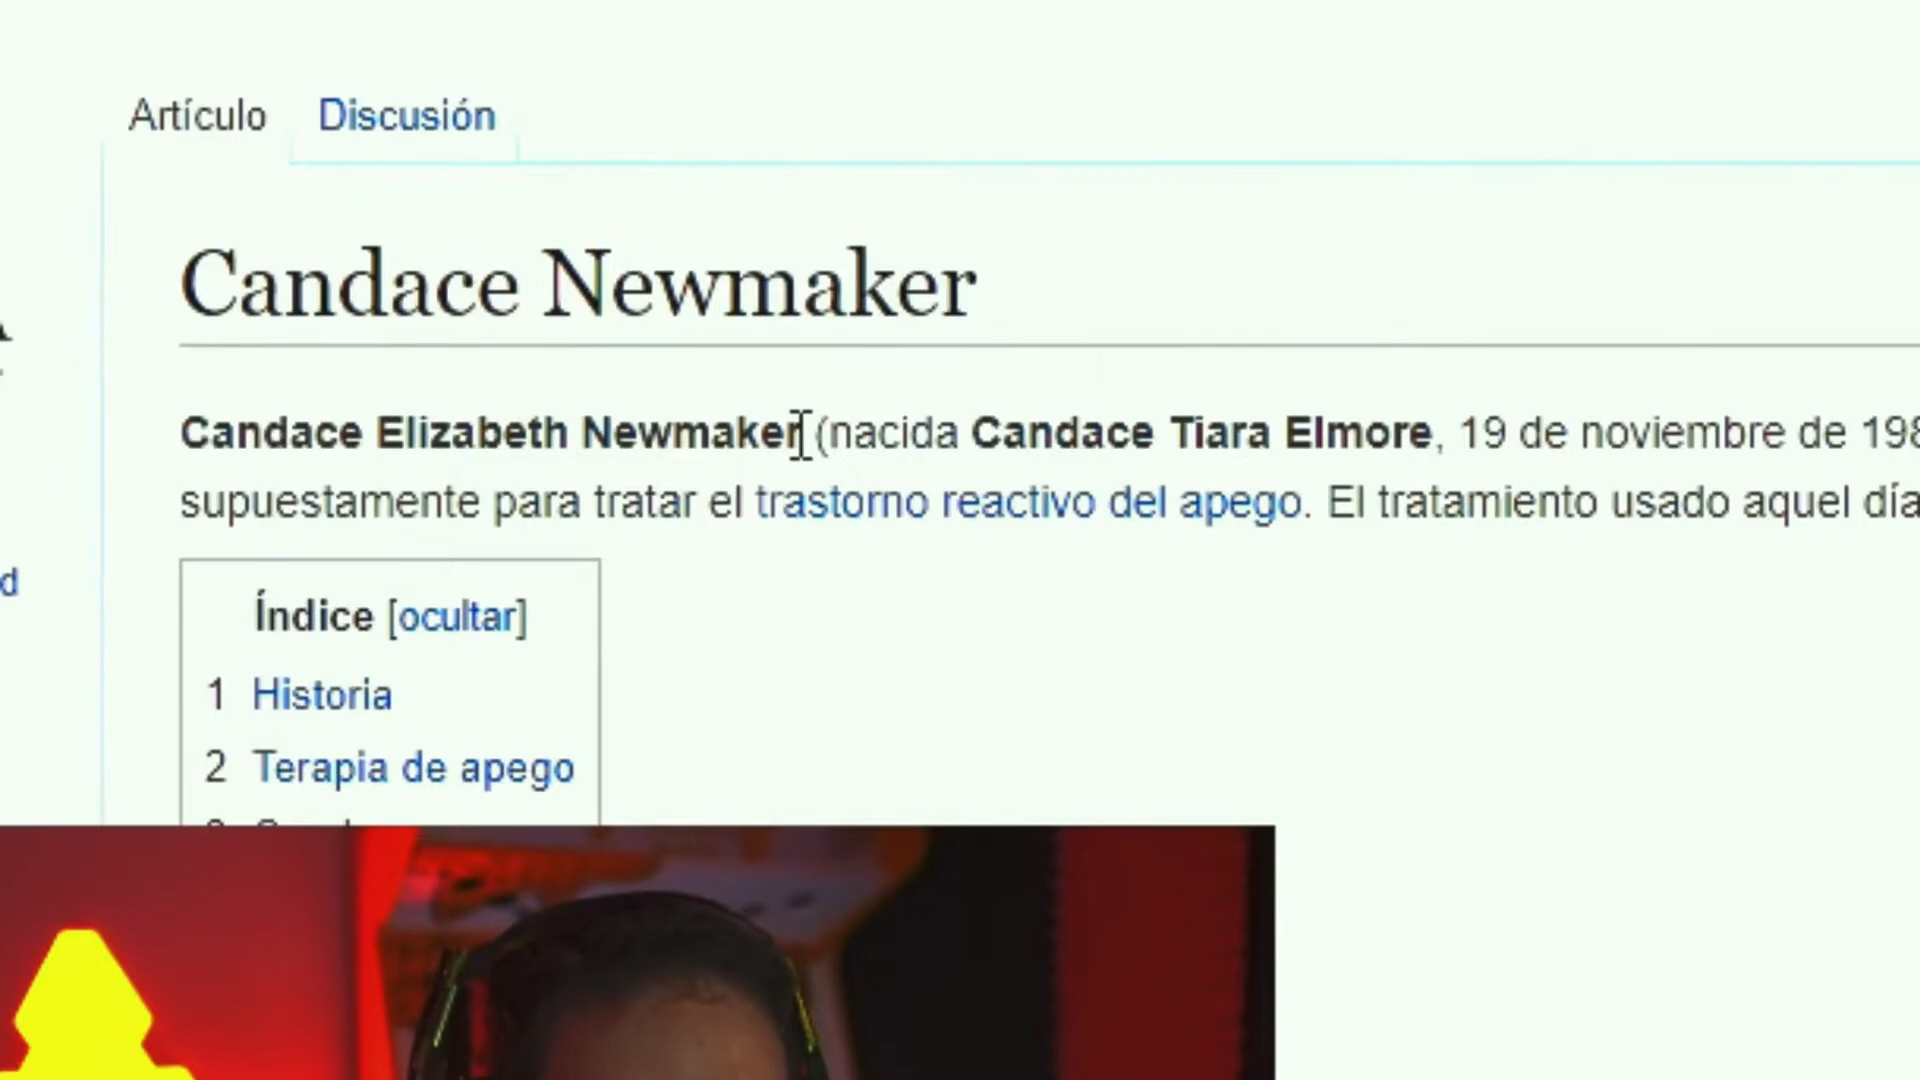 Artículo Discusión
Candace Newmaker
Candace Elizabeth Newmaker (nacida Candace Tiara Elmore, 19 de noviembre de 198
supuestamente para tratar el trastorno reactivo del apego. El tratamiento usado aquel día
d
Índice [ocultar]
1 Historia
2 Terapia de apego